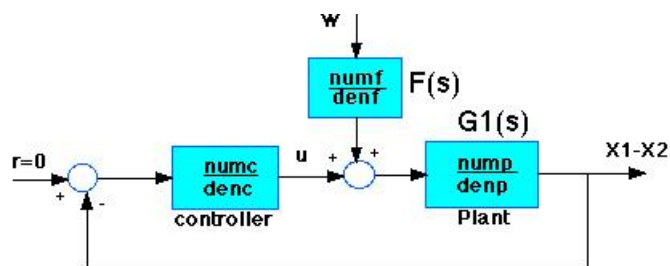 W
numf
denf
F(s)
G1(s)
r=0
numc
denc
u
nump
denp
X1-X2
+
-
+
+
controller
Plant